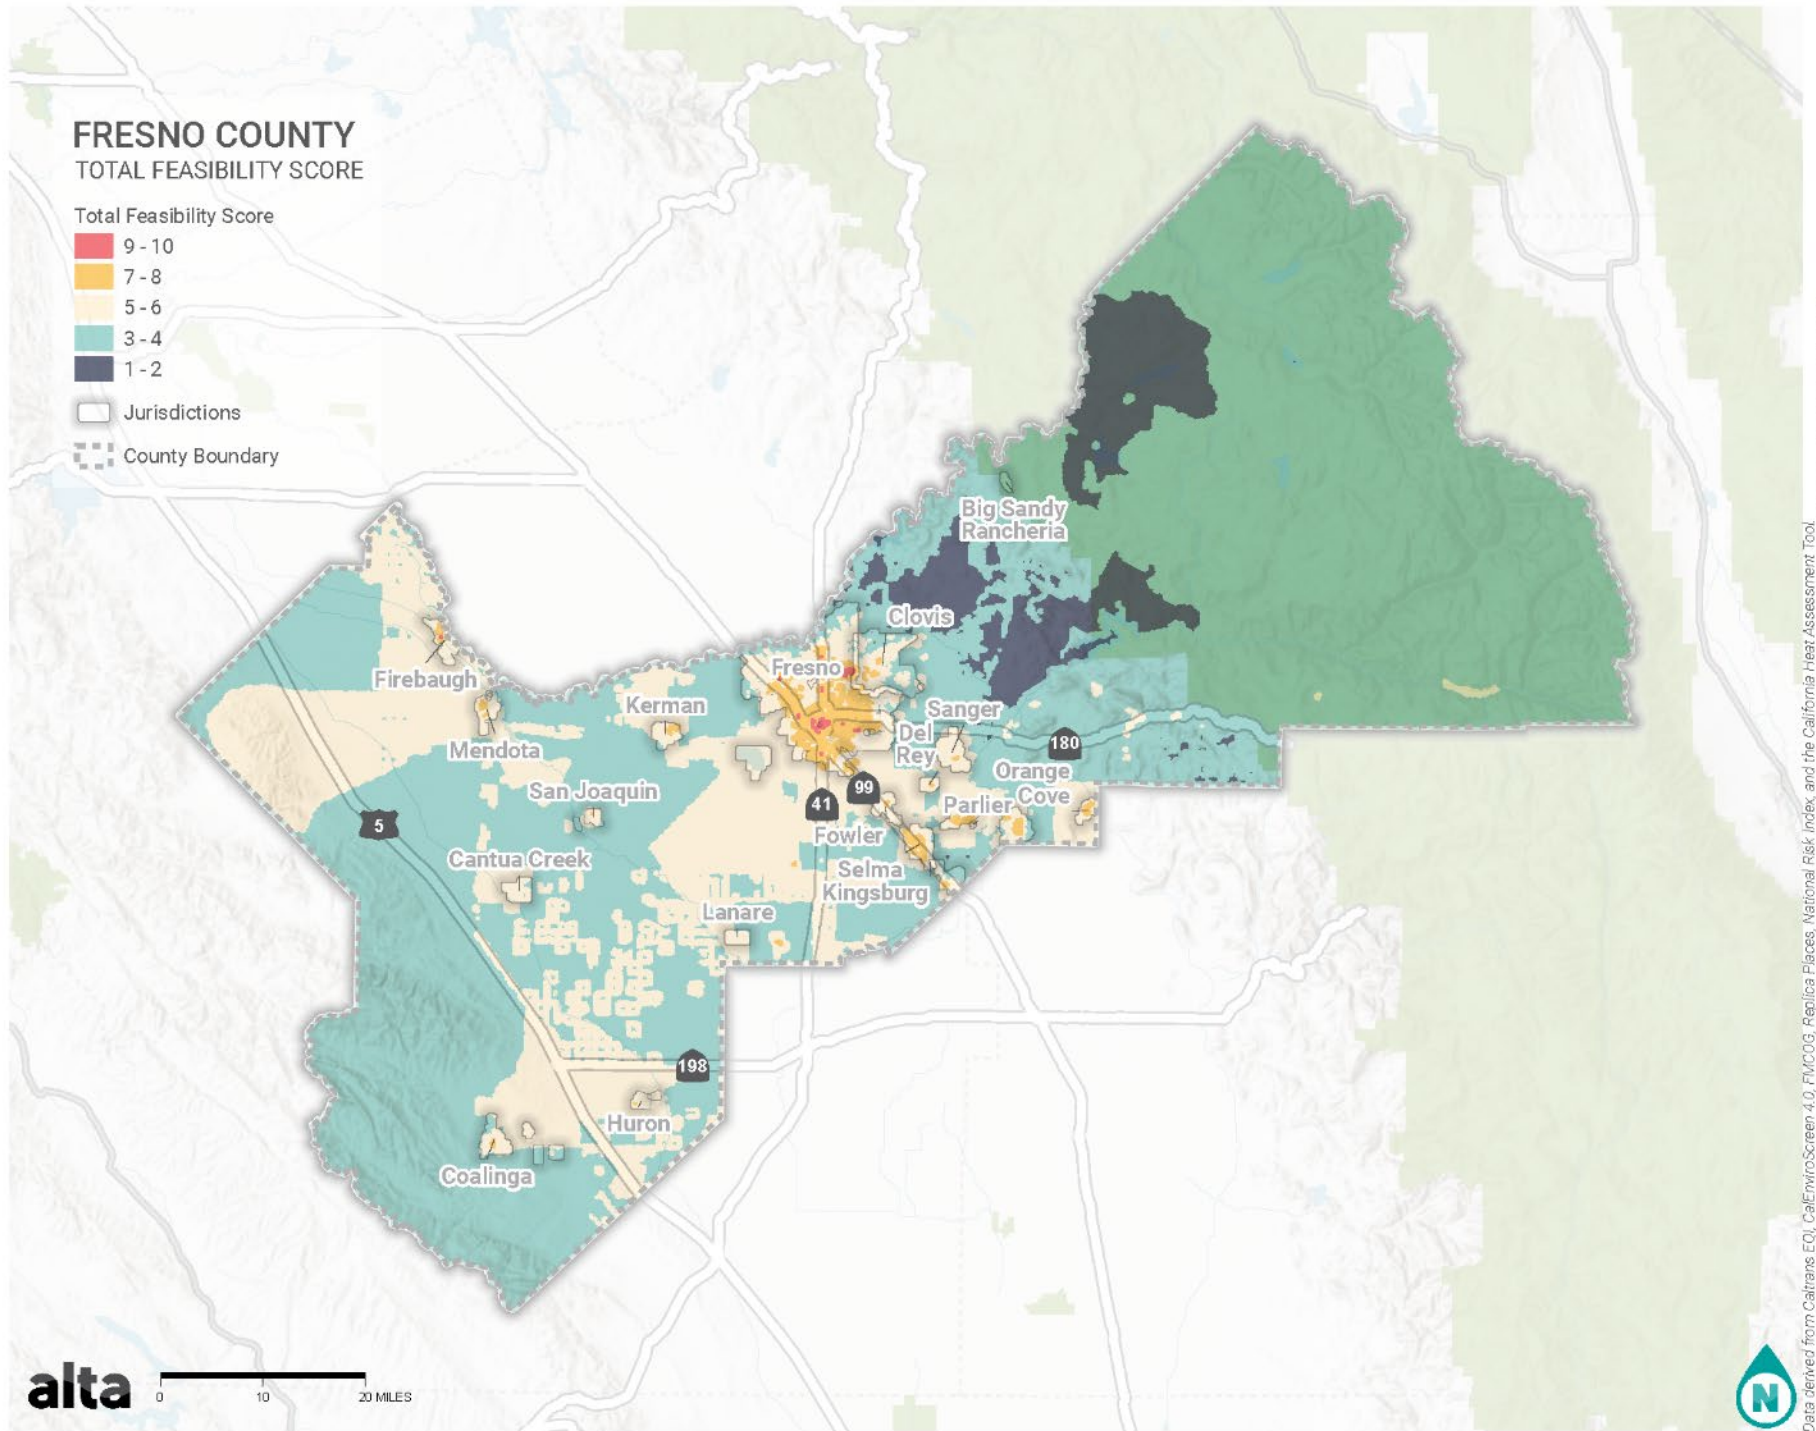 FRESNO COUNTY
TOTAL FEASIBILITY SCORE
Total Feasibility Score
9 - 10
7 - 8
5 - 6
3 - 4
1 - 2
Jurisdictions
County Boundary
Big Sandy
Rancheria
Clovis
Fresno
Firebaugh
Kerman
Sanger
Del
Rey
Mendota
180
Orange
Cove
San Joaquin
99
41
Parlier
5
Fowler
Cantua Creek
Selma
Kingsburg
Lanare
198
Huron
Coalinga
alta
0 10 20 MILES
N
Data derived from Caltrans EQI, CalEnviroScreen 4.0, FMCOG, Replica Places, National Risk Index, and the California Heat Assessment Tool